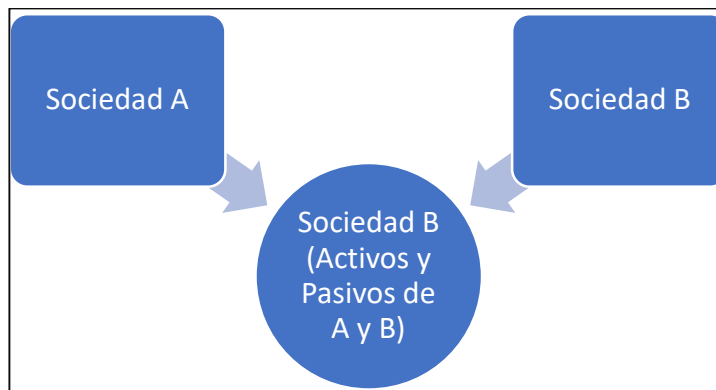 Sociedad A
Sociedad B
Sociedad B
(Activos y
Pasivos de
A y B)